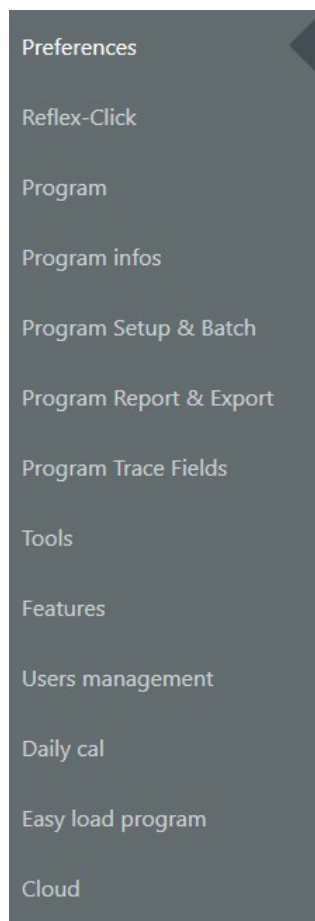 Preferences
Reflex-Click
Program
Program infos
Program Setup & Batch
Program Report & Export
Program Trace Fields
Tools
Features
Users management
Daily cal
Easy load program
Cloud